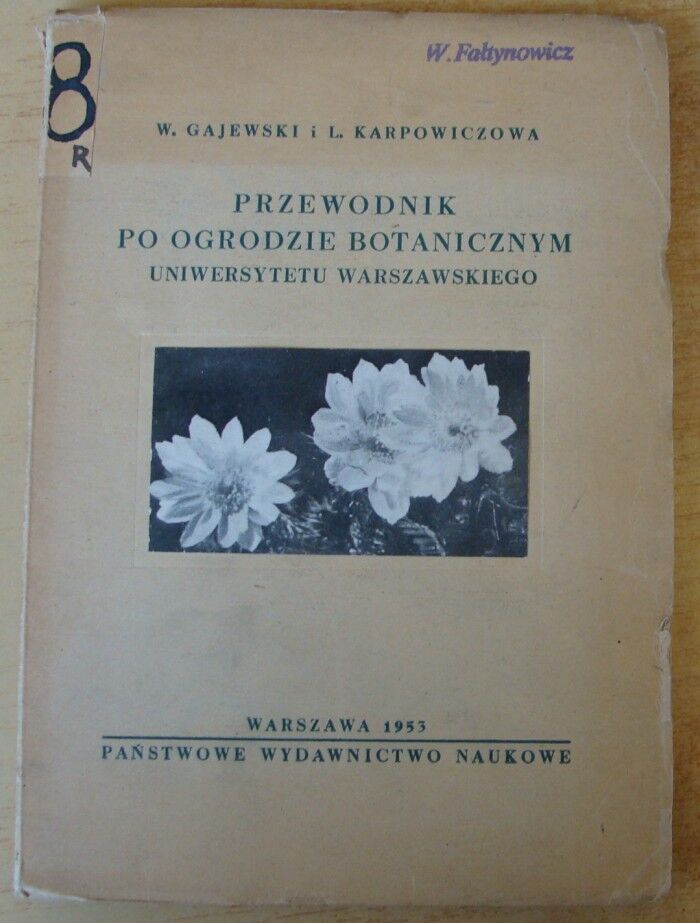 8
R
W. Fałtynowicz
W. GAJEWSKI i L. KARPOWICZOWA
PRZEWODNIK
PO OGRODZIE BOTANICZNYM
UNIWERSYTETU WARSZAWSKIEGO
WARSZAWA 1953
PAŃSTWOWE WYDAWNICTWO NAUKOWE